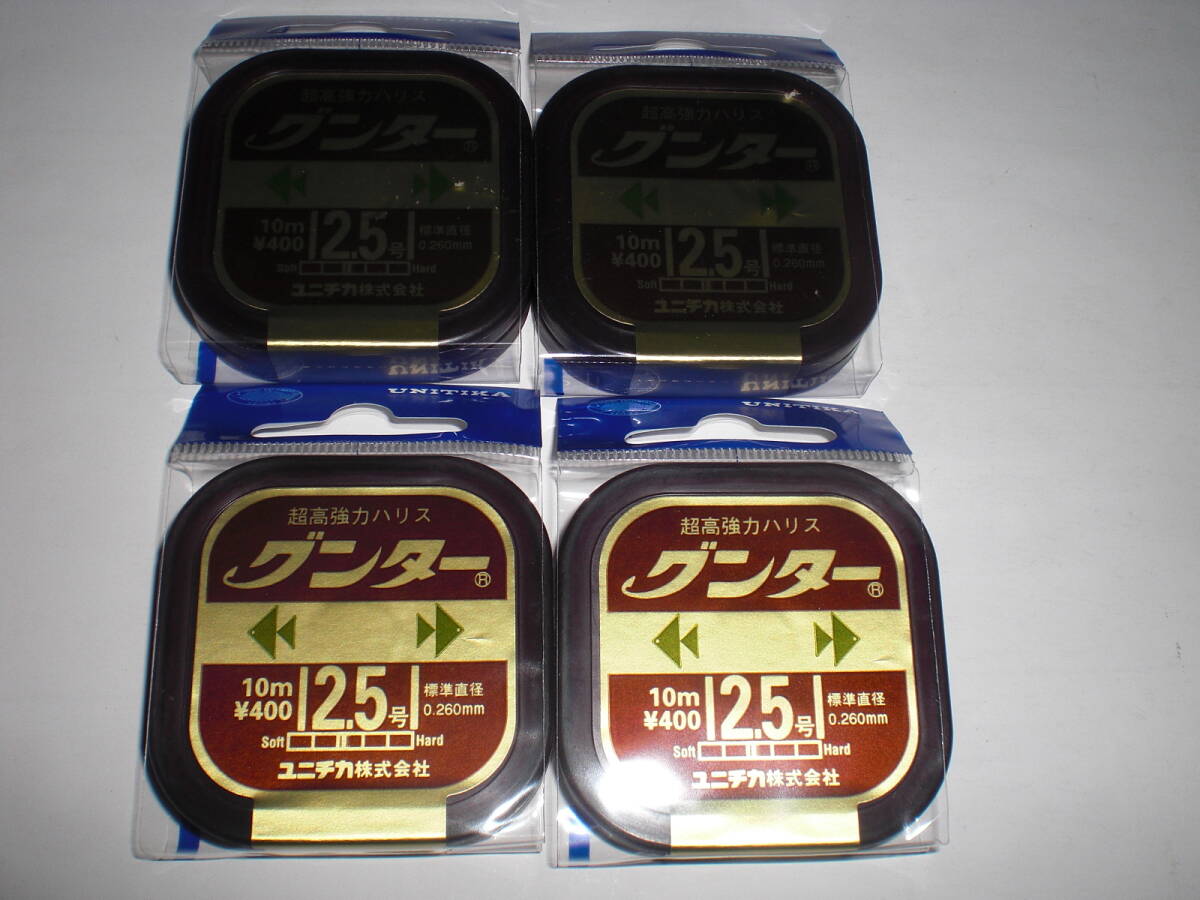 超高強力ハリス
グンター®
10m
¥400
2.5号
標準直径
0.260mm
Soft Hard
ユニチカ株式会社
超高強力ハリス
グンター®
10m
¥400
2.5号
標準直径
0.260mm
Soft Hard
ユニチカ株式会社
UNITIKA
UNITIKA
UNITIKA
超高強力ハリス
グンター®
10m
¥400
2.5号
標準直径
0.260mm
Soft Hard
ユニチカ株式会社
UNITIKA
超高強力ハリス
グンター®
10m
¥400
2.5号
標準直径
0.260mm
Soft Hard
ユニチカ株式会社